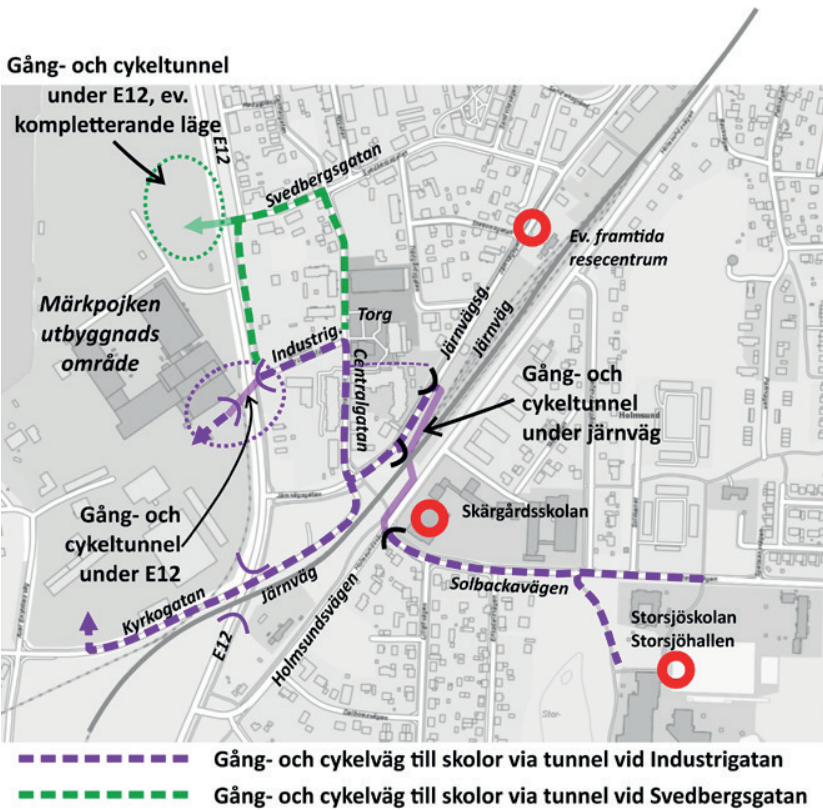 Gång- och cykeltunnel
under E12, ev.
kompletterande läge
E12
Svedbergsgatan
Ev. framtida
resecentrum
Märkpojken
utbyggnads
område
Torg
Industrig.
Järnvägsg.
Järnväg
Centralgatan
Gång- och
cykeltunnel
under järnväg
Holmsund
Gång- och
cykeltunnel
under E12
Skärgårdsskolan
Kyrkogatan
Järnväg
E12
Holmsundsvägen
Solbackavägen
Storsjöskolan
Storsjöhallen
Stor-
Gång- och cykelväg till skolor via tunnel vid Industrigatan
Gång- och cykelväg till skolor via tunnel vid Svedbergsgatan